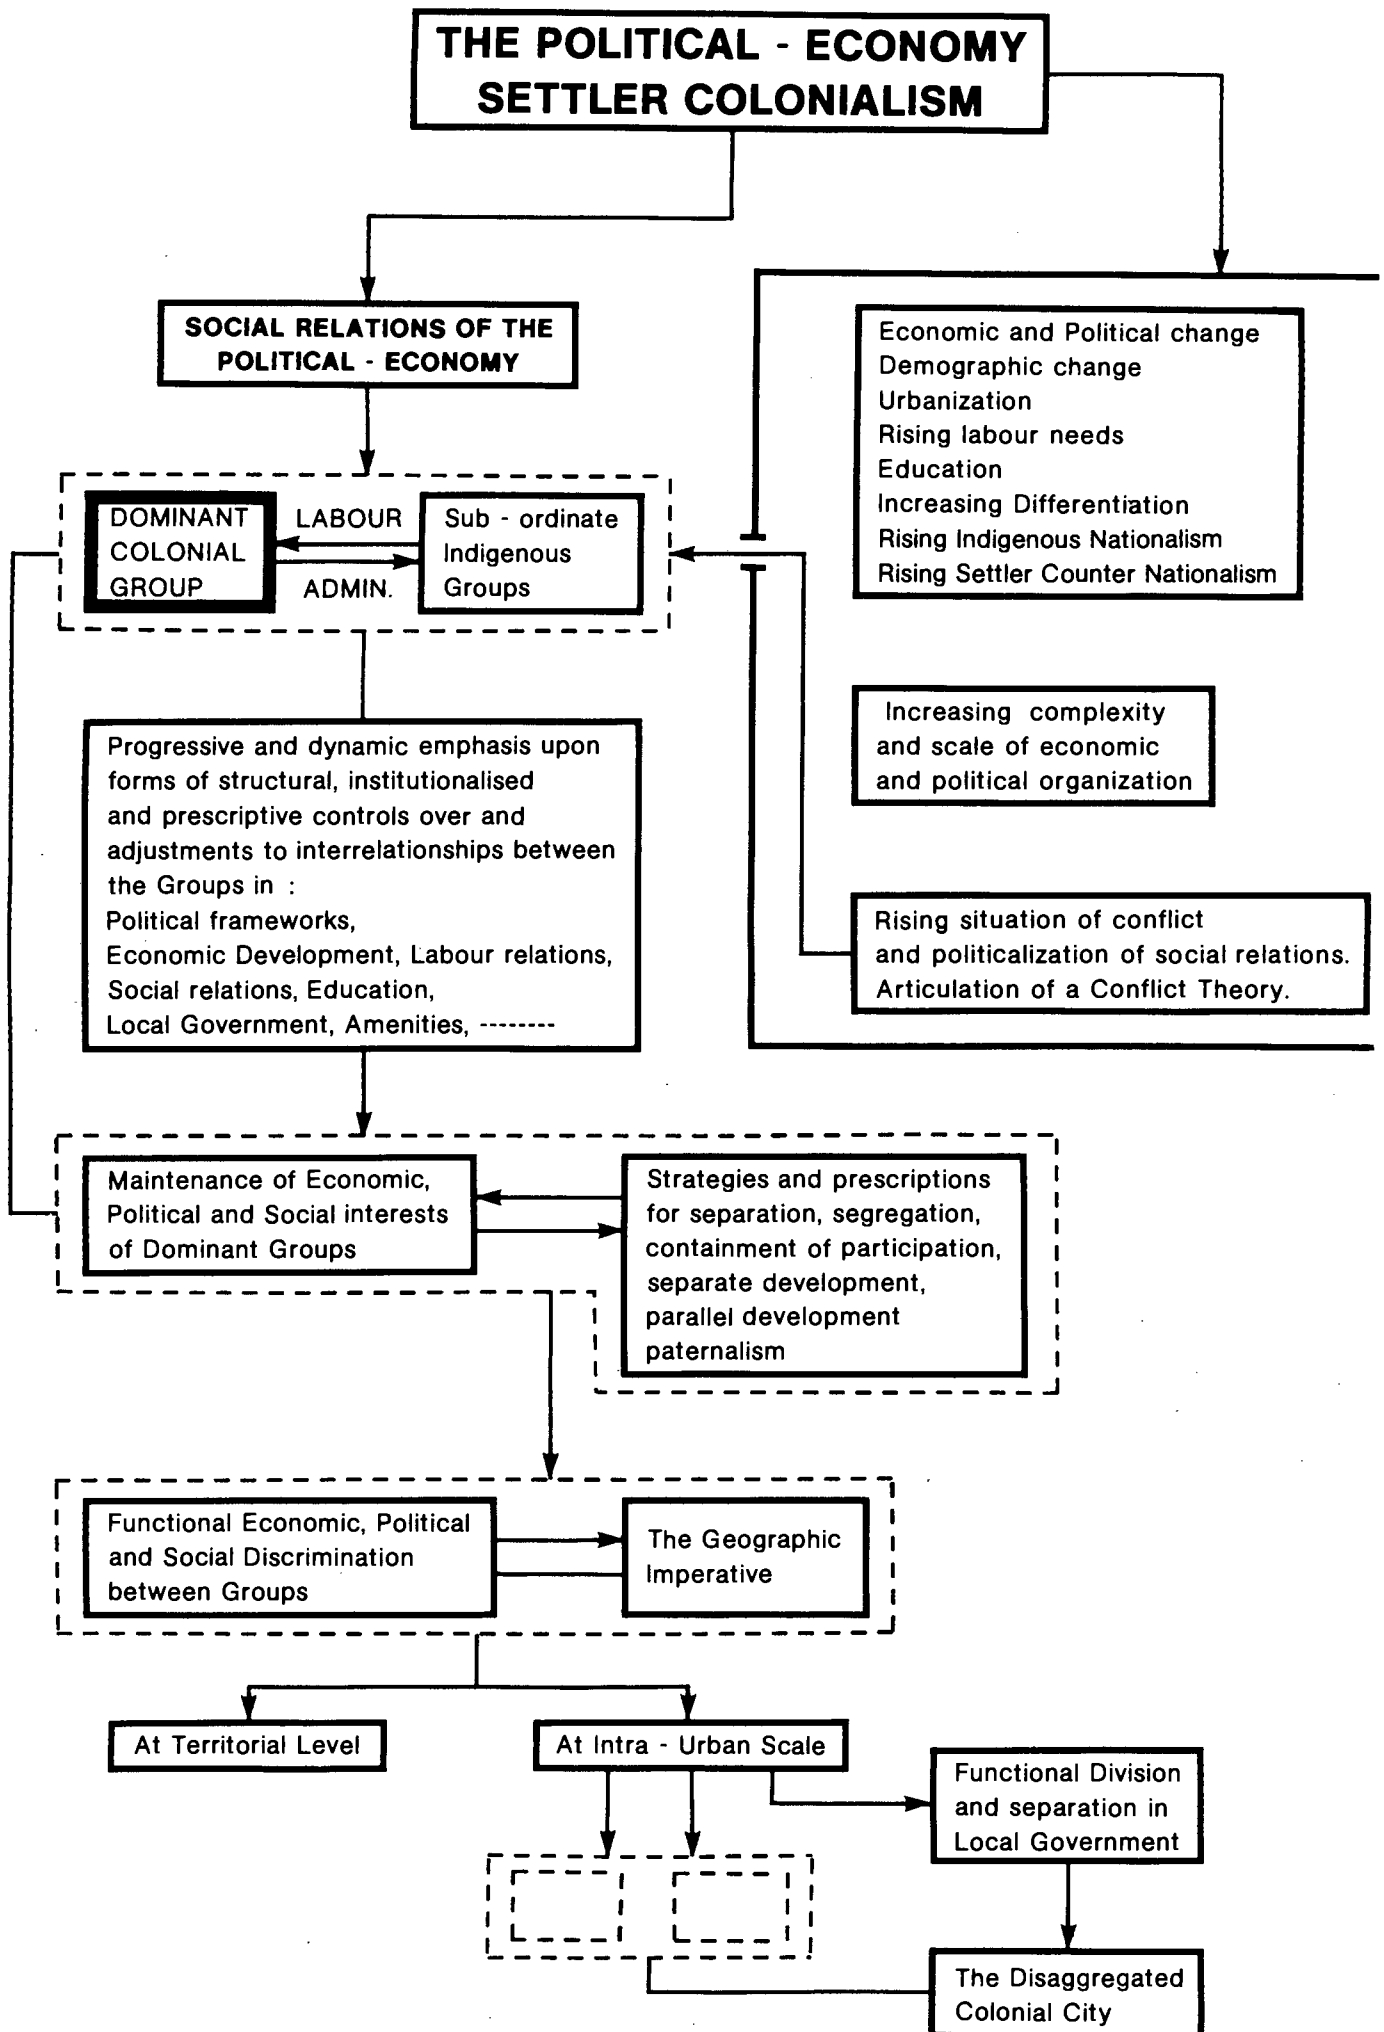 THE POLITICAL - ECONOMY
SETTLER COLONIALISM
SOCIAL RELATIONS OF THE
POLITICAL - ECONOMY
DOMINANT
COLONIAL
GROUP
LABOUR
ADMIN.
Sub - ordinate
Indigenous
Groups
Economic and Political change
Demographic change
Urbanization
Rising labour needs
Education
Increasing Differentiation
Rising Indigenous Nationalism
Rising Settler Counter Nationalism
Increasing complexity
and scale of economic
and political organization
Rising situation of conflict
and politicalization of social relations.
Articulation of a Conflict Theory.
Progressive and dynamic emphasis upon
forms of structural, institutionalised
and prescriptive controls over and
adjustments to interrelationships between
the Groups in :
Political frameworks,
Economic Development, Labour relations,
Social relations, Education,
Local Government, Amenities, --------
Maintenance of Economic,
Political and Social interests
of Dominant Groups
Strategies and prescriptions
for separation, segregation,
containment of participation,
separate development,
parallel development
paternalism
Functional Economic, Political
and Social Discrimination
between Groups
The Geographic
Imperative
At Territorial Level
At Intra - Urban Scale
Functional Division
and separation in
Local Government
The Disaggregated
Colonial City